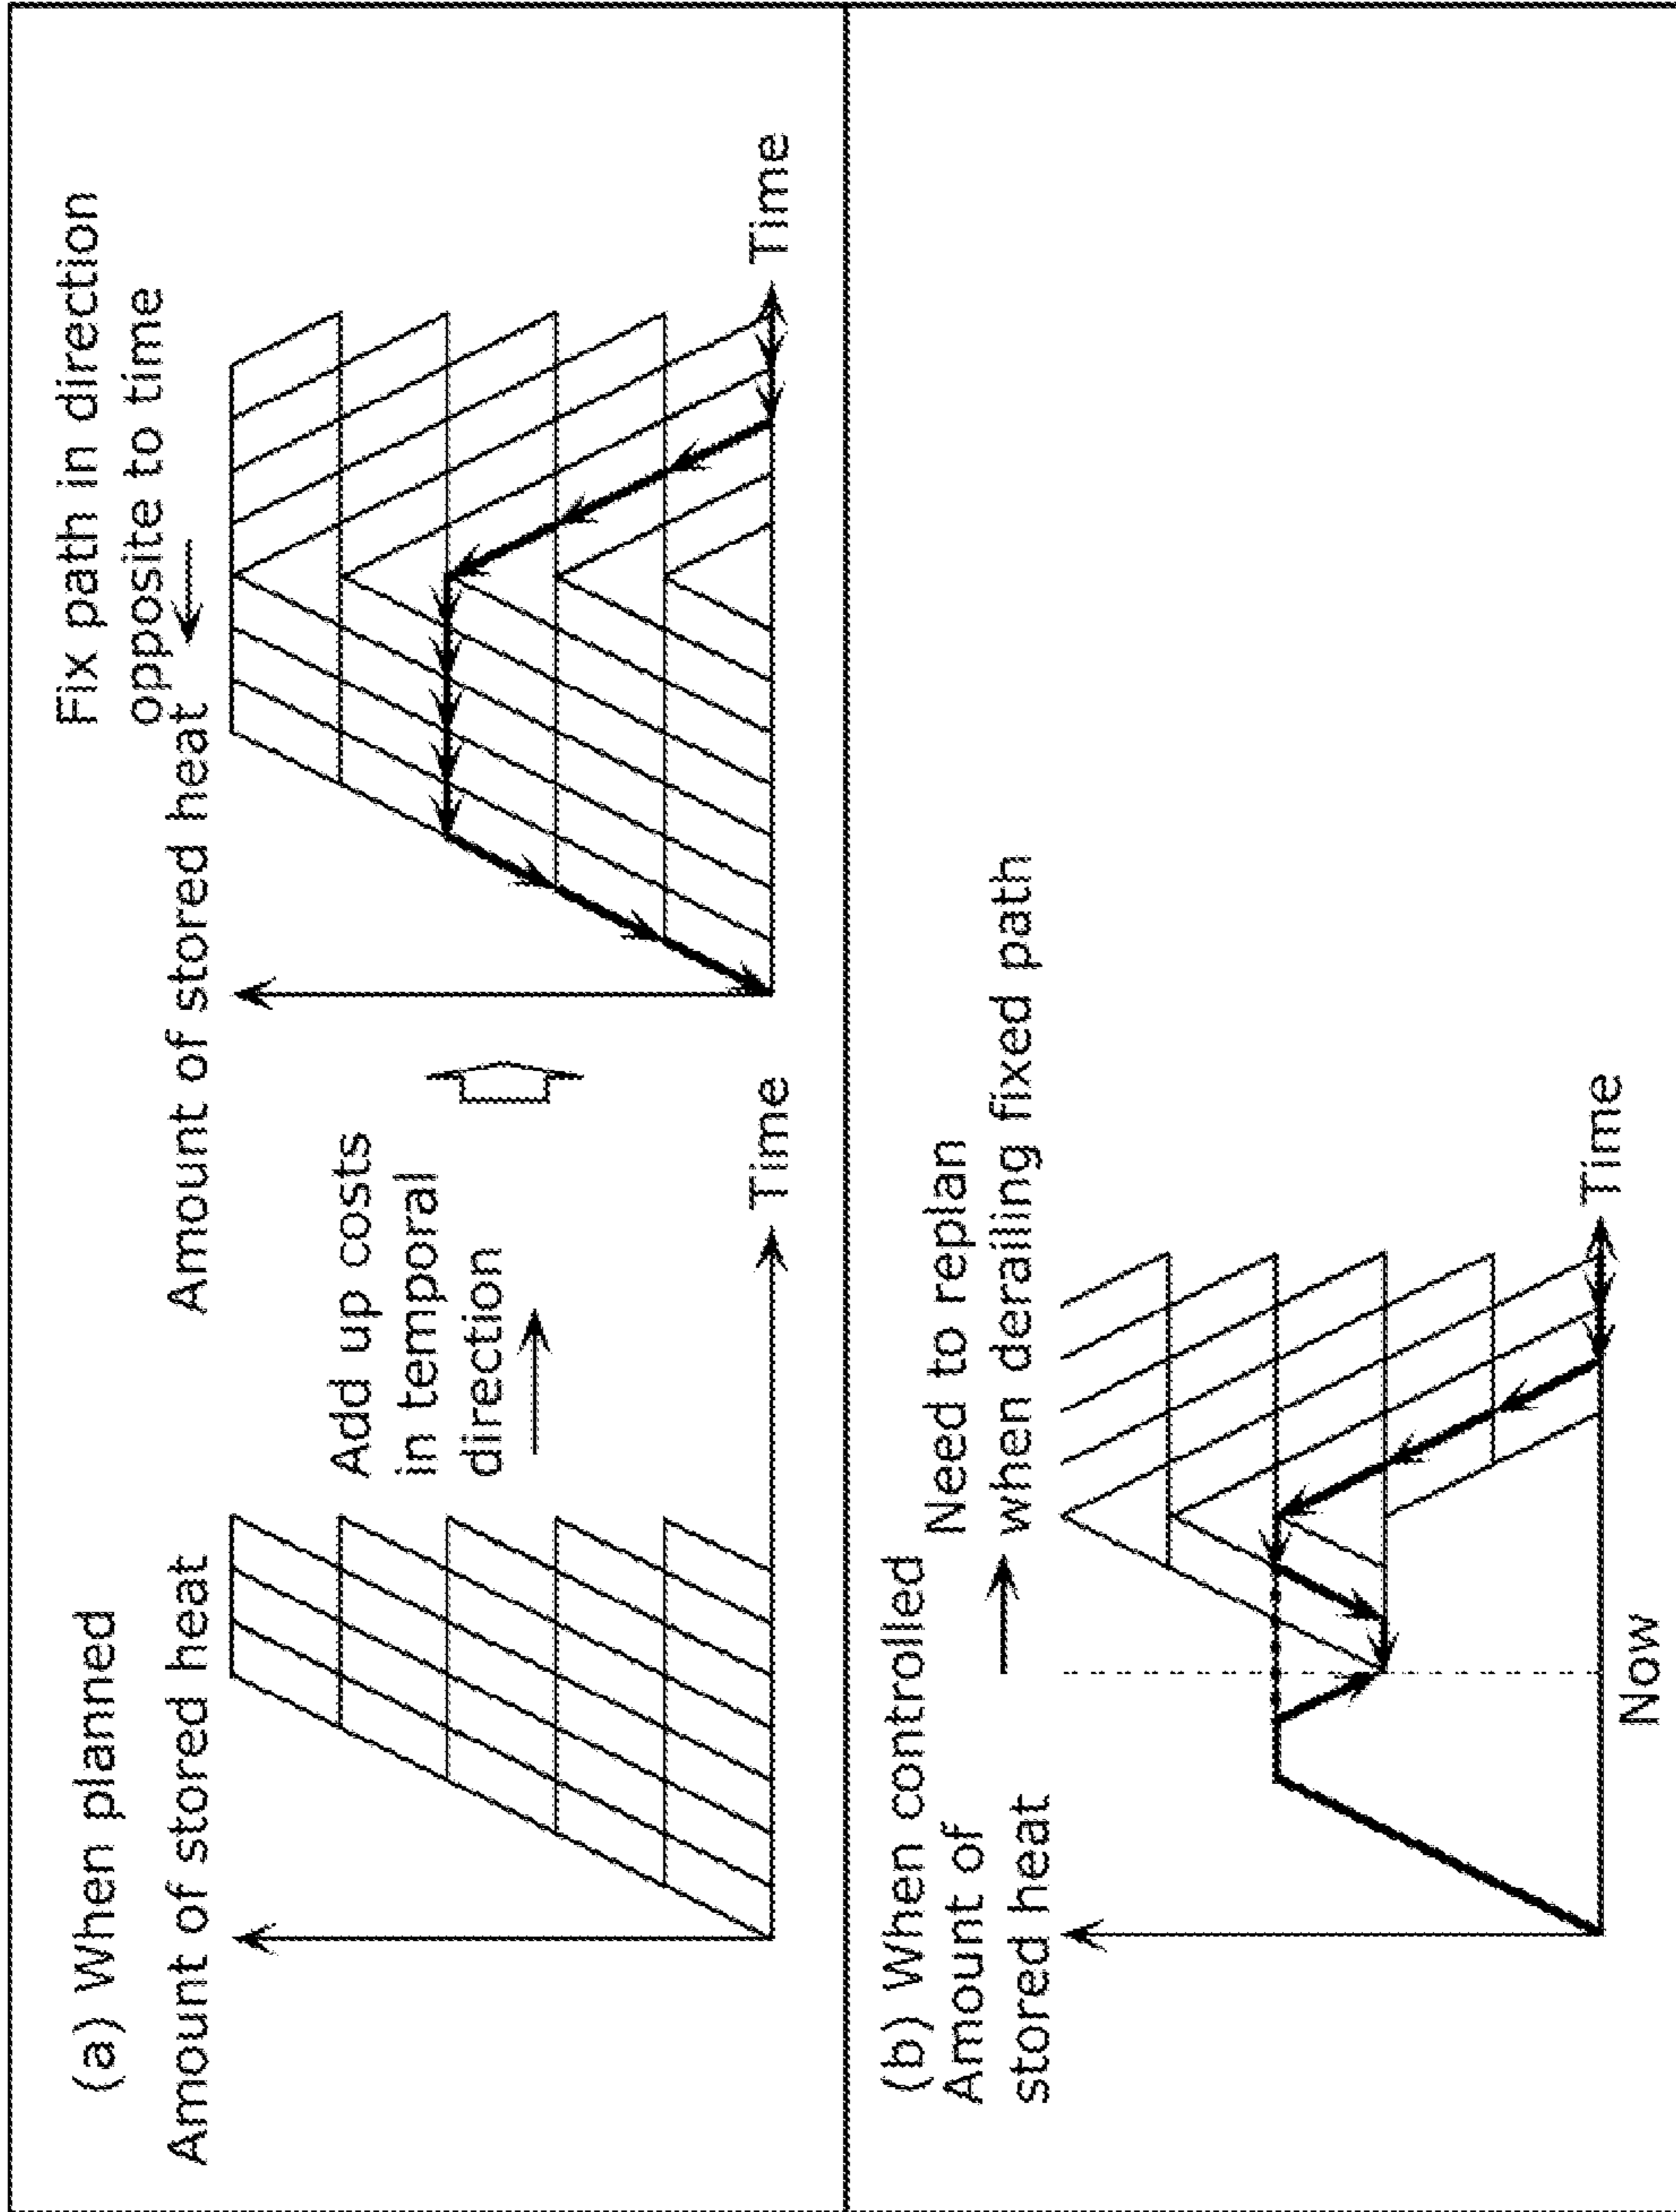 (a) When planned
Amount of stored heat
Add up costs
in temporal
direction
Time
Fix path in direction
opposite to time
Amount of stored heat
Time
(b) When controlled
Amount of
stored heat
Need to replan
when derailing fixed path
Time
Now